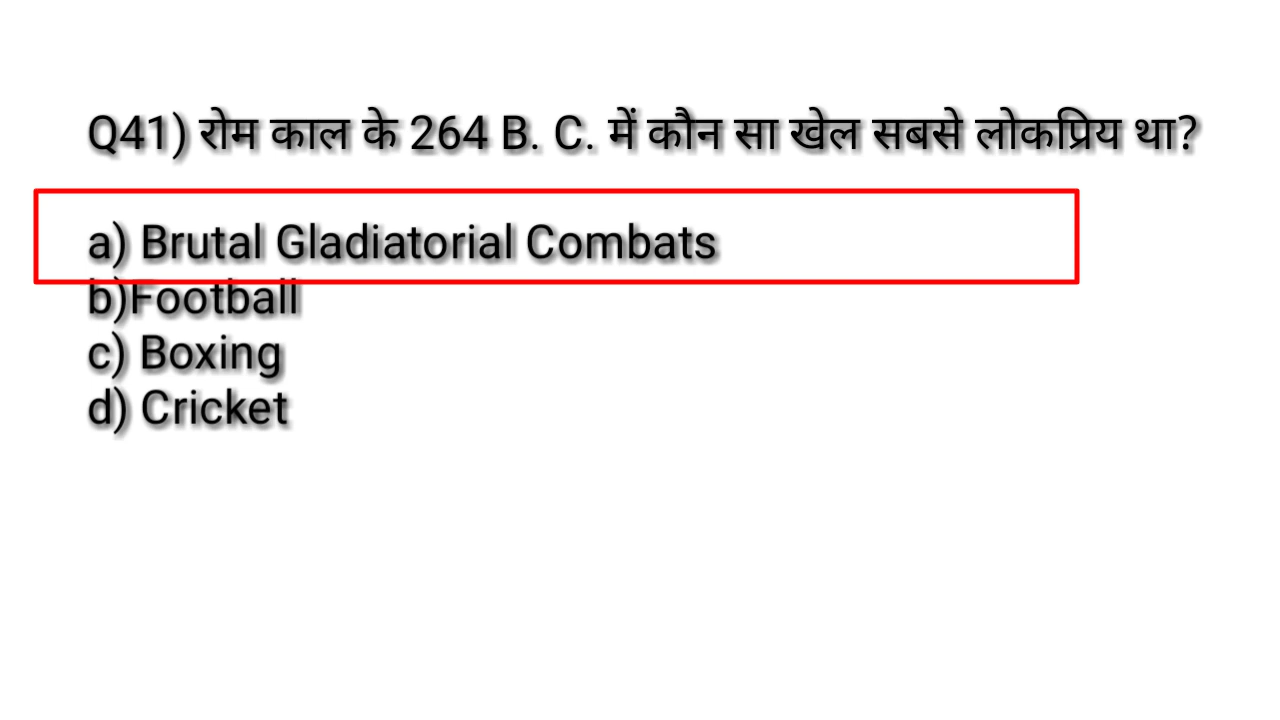 Q41) रोम काल के 264 B. C. में कौन सा खेल सबसे लोकप्रिय था?
a) Brutal Gladiatorial Combats
b)Football
c) Boxing
d) Cricket